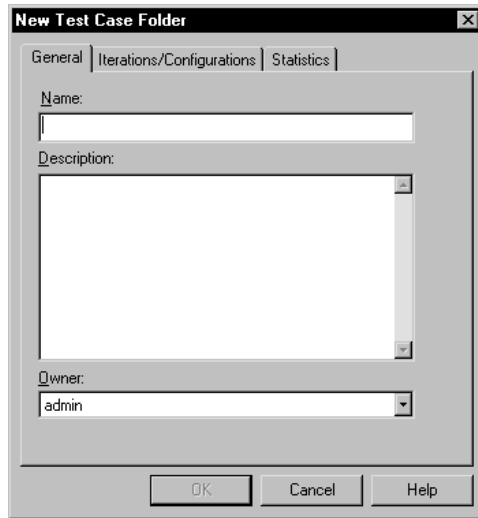 New Test Case Folder
General Iterations/Configurations Statistics
Name:
Description:
Owner:
admin
OK Cancel Help